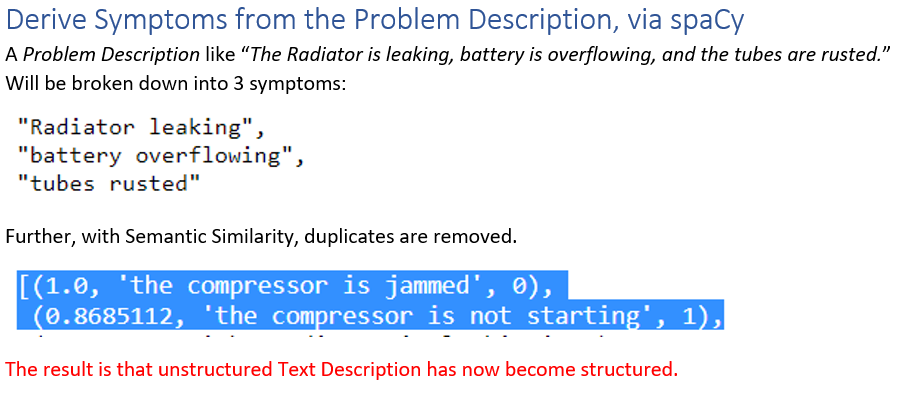 Derive Symptoms from the Problem Description, via spaCy
A Problem Description like “The Radiator is leaking, battery is overflowing, and the tubes are rusted.”
Will be broken down into 3 symptoms:
"Radiator leaking",
"battery overflowing",
"tubes rusted"
Further, with Semantic Similarity, duplicates are removed.
[(1.0, 'the compressor is jammed', 0),
(0.8685112, 'the compressor is not starting', 1),
The result is that unstructured Text Description has now become structured.